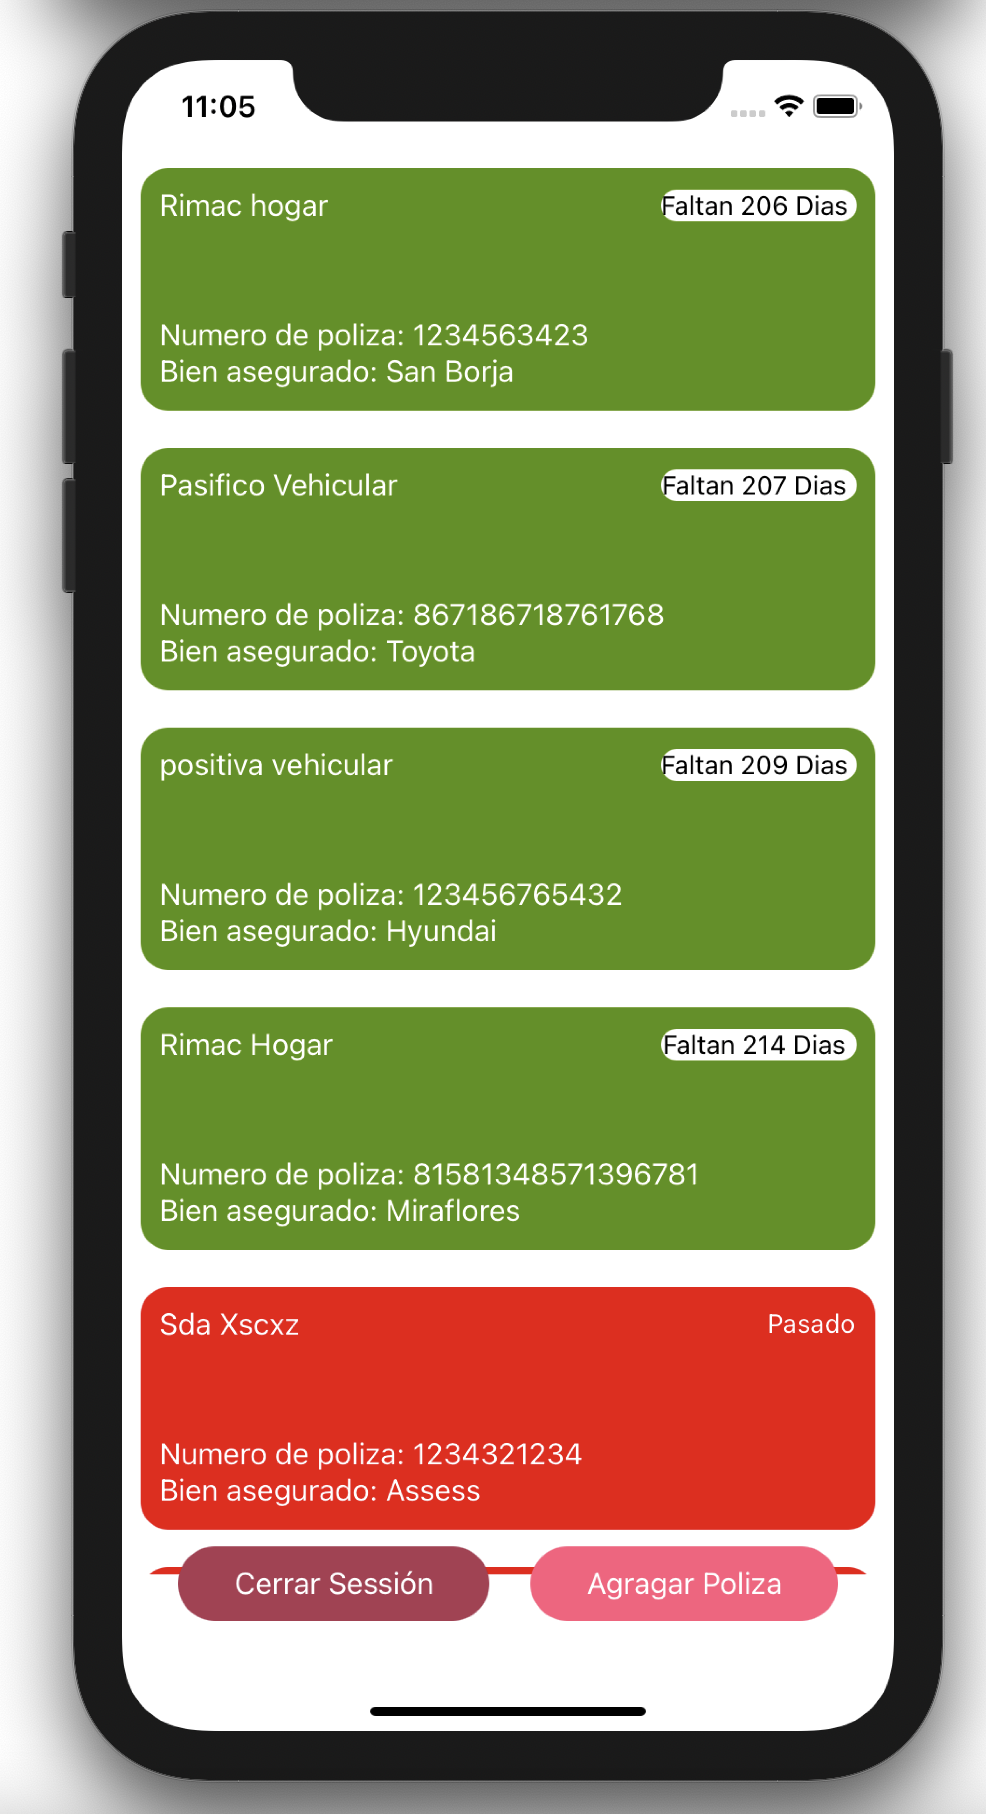 11:05
Rimac hogar
Faltan 206 Dias
Numero de poliza: 1234563423
Bien asegurado: San Borja
Pasifico Vehicular
Faltan 207 Dias
Numero de poliza: 867186718761768
Bien asegurado: Toyota
positiva vehicular
Faltan 209 Dias
Numero de poliza: 123456765432
Bien asegurado: Hyundai
Rimac Hogar
Faltan 214 Dias
Numero de poliza: 81581348571396781
Bien asegurado: Miraflores
Sda Xscxz
Pasado
Numero de poliza: 1234321234
Bien asegurado: Assess
Cerrar Sessión
Agragar Poliza